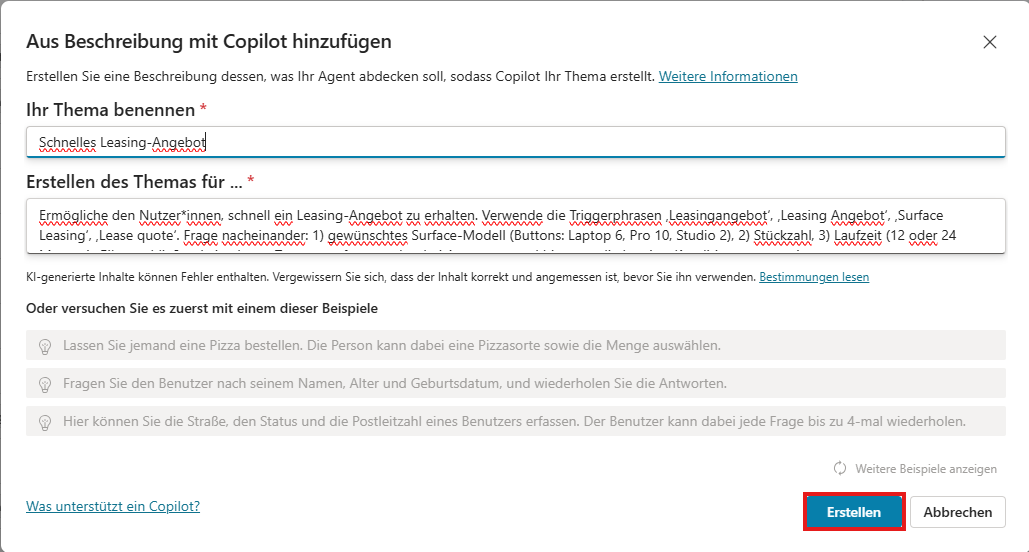 Aus Beschreibung mit Copilot hinzufügen
Erstellen Sie eine Beschreibung dessen, was Ihr Agent abdecken soll, sodass Copilot Ihr Thema erstellt. Weitere Informationen
Ihr Thema benennen *
Schnelles Leasing-Angebot
Erstellen des Themas für ... *
Ermögliche den Nutzer*innen, schnell ein Leasing-Angebot zu erhalten. Verwende die Triggerphrasen ‚Leasingangebot‘, ‚Leasing Angebot‘, ‚Surface
Leasing‘, ‚Lease quote‘. Frage nacheinander: 1) gewünschtes Surface-Modell (Buttons: Laptop 6, Pro 10, Studio 2), 2) Stückzahl, 3) Laufzeit (12 oder 24
KI-generierte Inhalte können Fehler enthalten. Vergewissern Sie sich, dass der Inhalt korrekt und angemessen ist, bevor Sie ihn verwenden. Bestimmungen lesen
Oder versuchen Sie es zuerst mit einem dieser Beispiele
Lassen Sie jemand eine Pizza bestellen. Die Person kann dabei eine Pizzasorte sowie die Menge auswählen.
Fragen Sie den Benutzer nach seinem Namen, Alter und Geburtsdatum, und wiederholen Sie die Antworten.
Hier können Sie die Straße, den Status und die Postleitzahl eines Benutzers erfassen. Der Benutzer kann dabei jede Frage bis zu 4-mal wiederholen.
Weitere Beispiele anzeigen
Was unterstützt ein Copilot?
Erstellen
Abbrechen